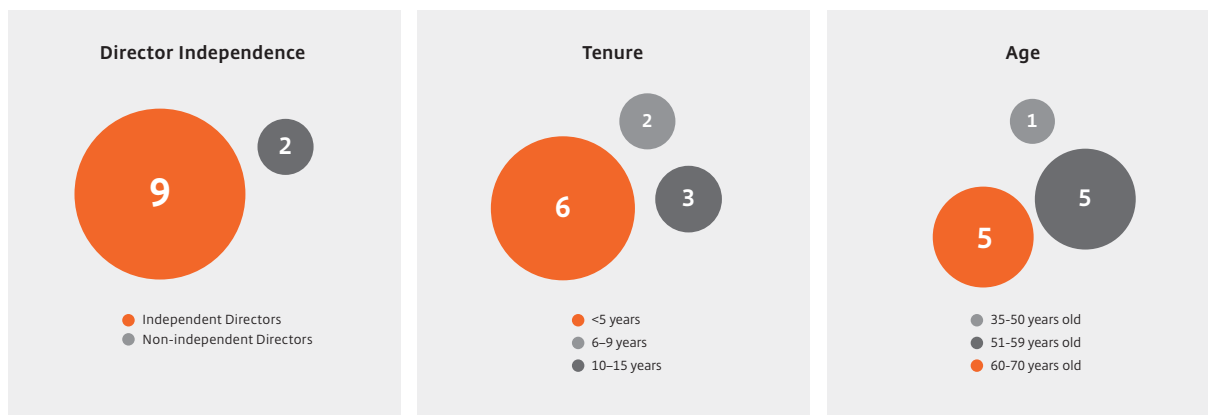 Director Independence
9
2
Independent Directors
Non-independent Directors
Tenure
2
6
3
<5 years
6–9 years
10–15 years
Age
1
5
5
35-50 years old
51-59 years old
60-70 years old